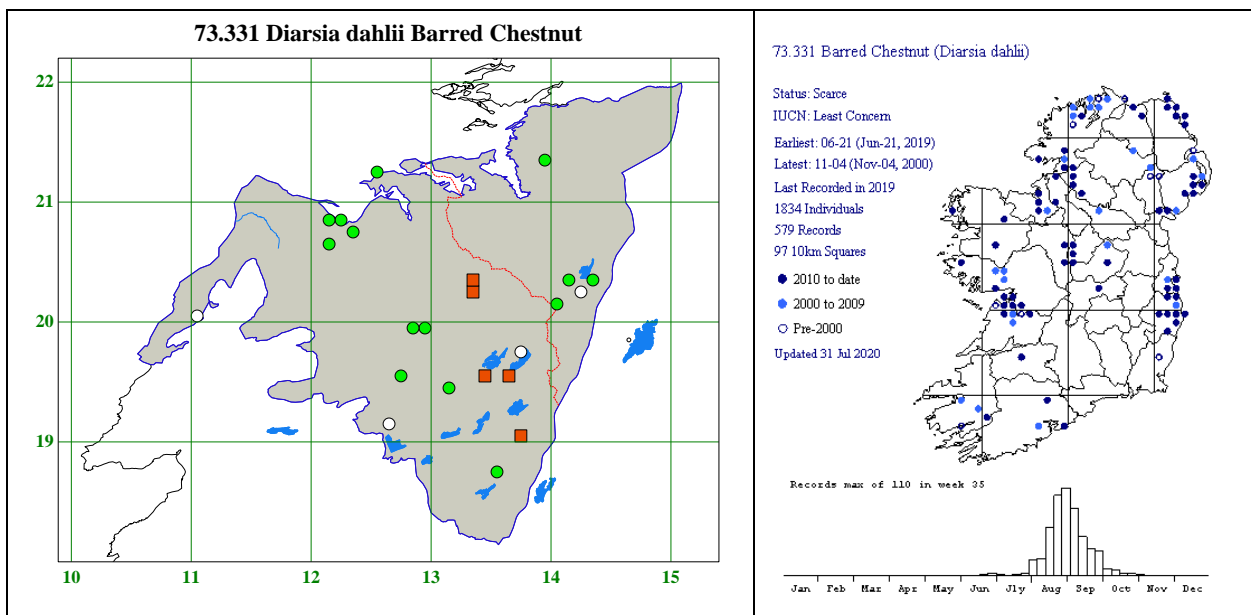 73.331 Diarsia dahlii Barred Chestnut
22
21
20
19
10 11 12 13 14 15
73.331 Barred Chestnut (Diarsia dahlii)
Status: Scarce
IUCN: Least Concern
Earliest: 06-21 (Jun-21, 2019)
Latest: 11-04 (Nov-04, 2000)
Last Recorded in 2019
1834 Individuals
579 Records
97 10km Squares
2010 to date
2000 to 2009
Pre-2000
Updated 31 Jul 2020
Records max of 110 in week 35
Jan Feb Mar Apr May Jun Jly Aug Sep Oct Nov Dec